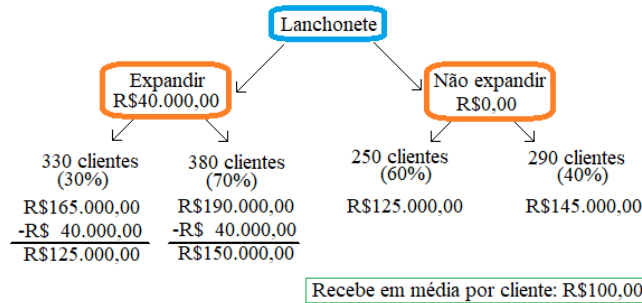 Lanchonete
Expandir
R$40.000,00
Não expandir
R$0,00
330 clientes
(30%)
R$165.000,00
-R$ 40.000,00
R$125.000,00
380 clientes
(70%)
R$190.000,00
-R$ 40.000,00
R$150.000,00
250 clientes
(60%)
R$125.000,00
290 clientes
(40%)
R$145.000,00
Recebe em média por cliente: R$100,00